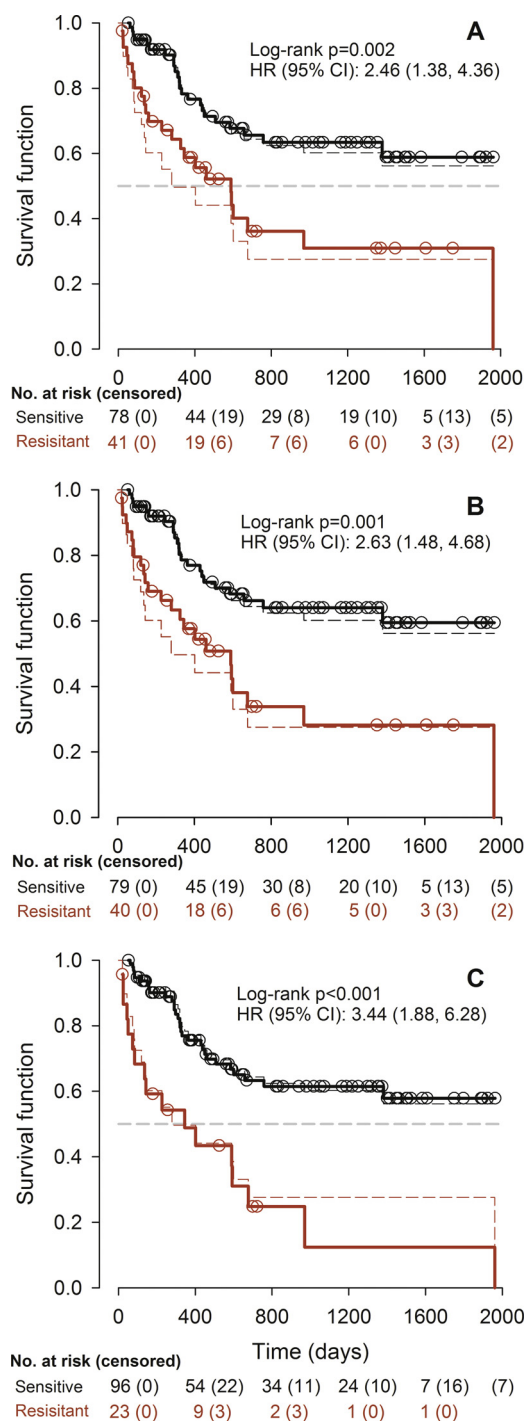 A
Log-rank p=0.002
HR (95% CI): 2.46 (1.38, 4.36)
Survival function
1.0
0.8
0.6
0.4
0.2
0.0
0 400 800 1200 1600 2000
No. at risk (censored)
Sensitive 78 (0) 44 (19) 29 (8) 19 (10) 5 (13) (5)
Resisitant 41 (0) 19 (6) 7 (6) 6 (0) 3 (3) (2)
B
Log-rank p=0.001
HR (95% CI): 2.63 (1.48, 4.68)
Survival function
1.0
0.8
0.6
0.4
0.2
0.0
0 400 800 1200 1600 2000
No. at risk (censored)
Sensitive 79 (0) 45 (19) 30 (8) 20 (10) 5 (13) (5)
Resisitant 40 (0) 18 (6) 6 (6) 5 (0) 3 (3) (2)
C
Log-rank p<0.001
HR (95% CI): 3.44 (1.88, 6.28)
Survival function
1.0
0.8
0.6
0.4
0.2
0.0
0 400 800 1200 1600 2000
Time (days)
No. at risk (censored)
Sensitive 96 (0) 54 (22) 34 (11) 24 (10) 7 (16) (7)
Resisitant 23 (0) 9 (3) 2 (3) 1 (0) 1 (0)